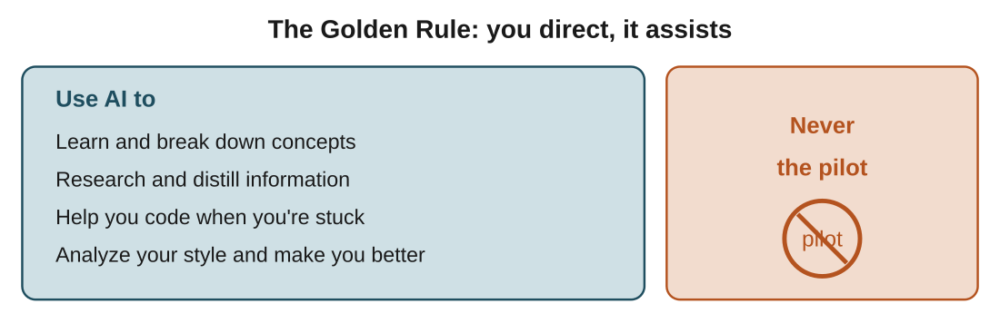 The Golden Rule: you direct, it assists
Use AI to
Learn and break down concepts
Research and distill information
Help you code when you're stuck
Analyze your style and make you better
Never
the pilot
pilot